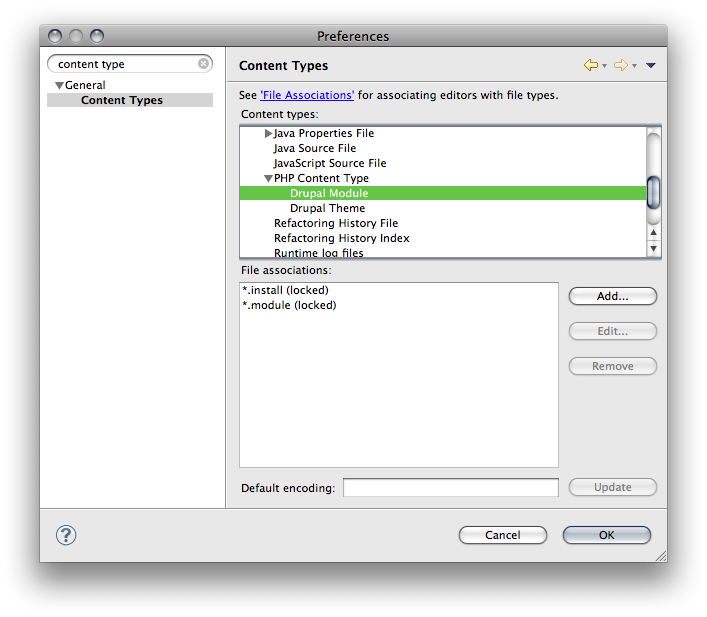 Preferences
content type
General
Content Types
Content Types
See 'File Associations' for associating editors with file types.
Content types:
Java Properties File
Java Source File
JavaScript Source File
PHP Content Type
Drupal Module
Drupal Theme
Refactoring History File
Refactoring History Index
Runtime log files
File associations:
*.install (locked)
*.module (locked)
Add...
Edit...
Remove
Default encoding:
Update
?
Cancel
OK